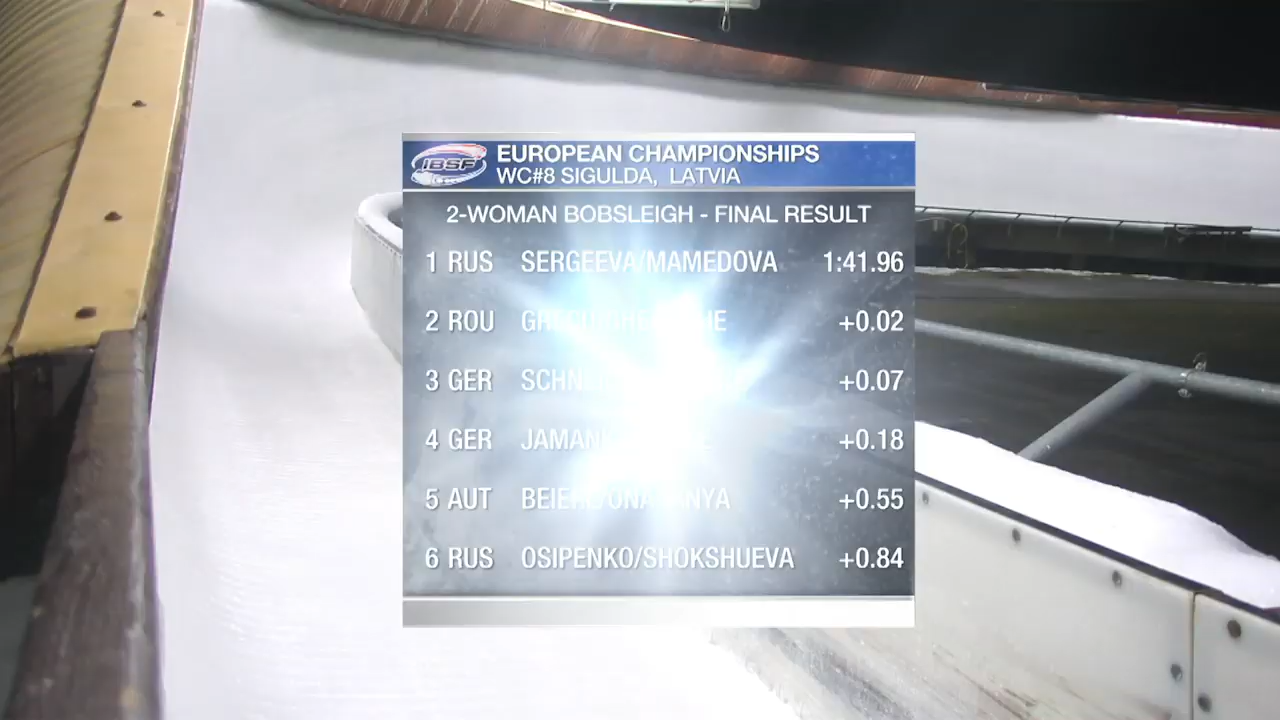 IBSF
EUROPEAN CHAMPIONSHIPS
WC#8 SIGULDA, LATVIA
2-WOMAN BOBSLEIGH - FINAL RESULT
1 RUS SERGEEVA/MAMEDOVA 1:41.96
2 ROU +0.02
3 GER +0.07
4 GER +0.18
5 AUT +0.55
6 RUS OSIPENKO/SHOKSHUEVA +0.84